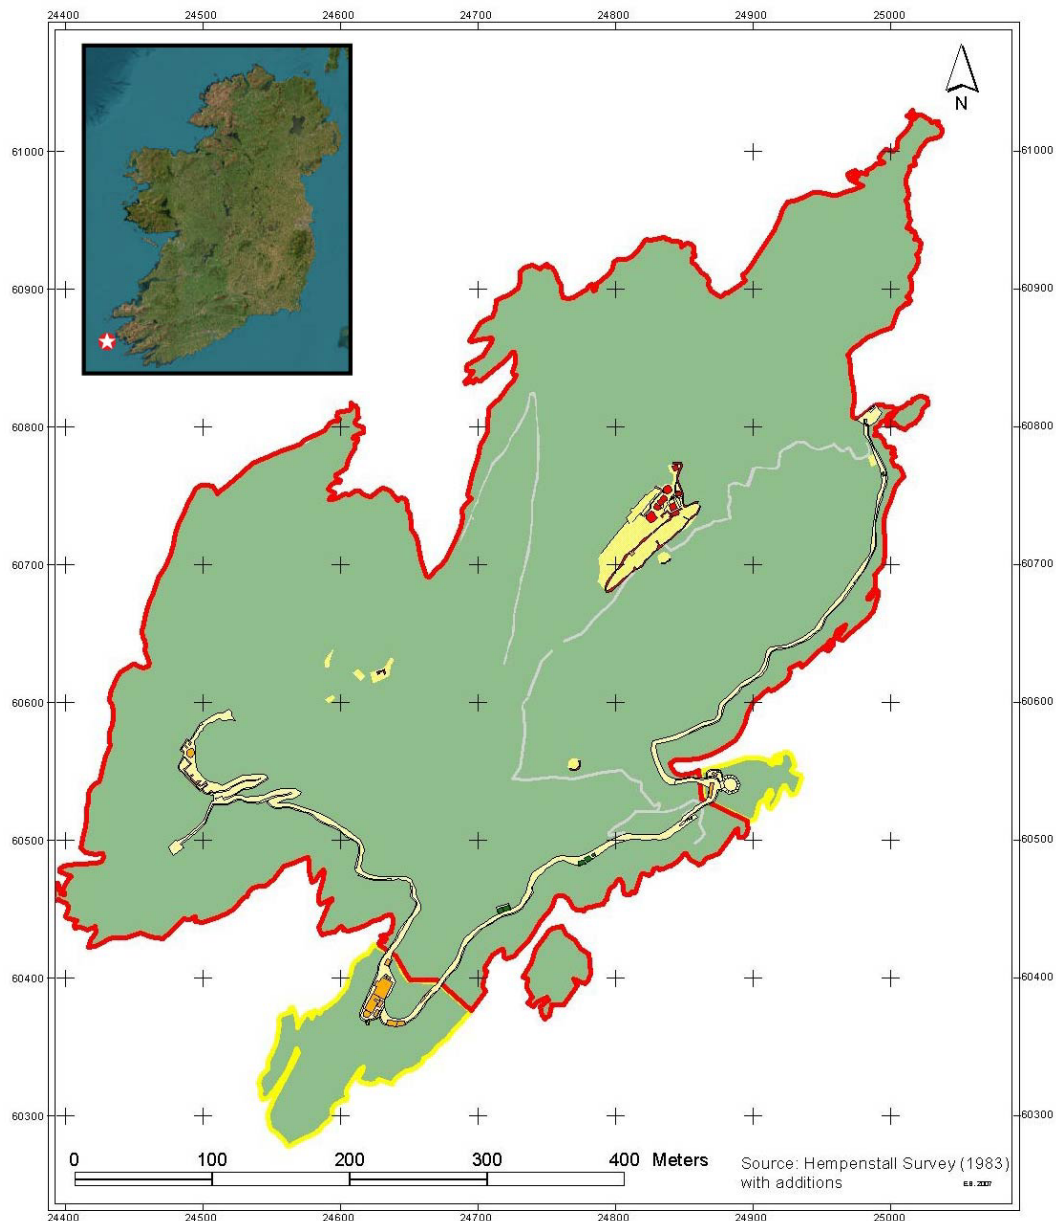 24400 24500 24600 24700 24800 24900 25000
N
61000 61000
60900 60900
60800 60800
60700 60700
60600 60600
60500 60500
60400 60400
60300 60300
0 100 200 300 400 Meters
Source: Hempenstall Survey (1983)
with additions
E.B. 2007
24400 24500 24600 24700 24800 24900 25000